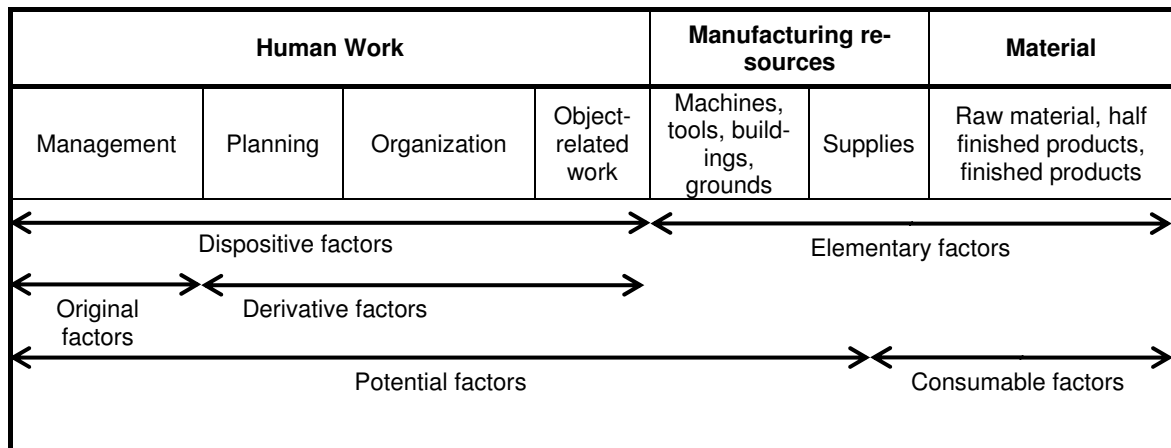 Human Work
Manufacturing re-
sources
Material
Management
Planning
Organization
Object-
related
work
Machines,
tools, build-
ings,
grounds
Supplies
Raw material, half
finished products,
finished products
Dispositive factors
Elementary factors
Original
factors
Derivative factors
Potential factors
Consumable factors